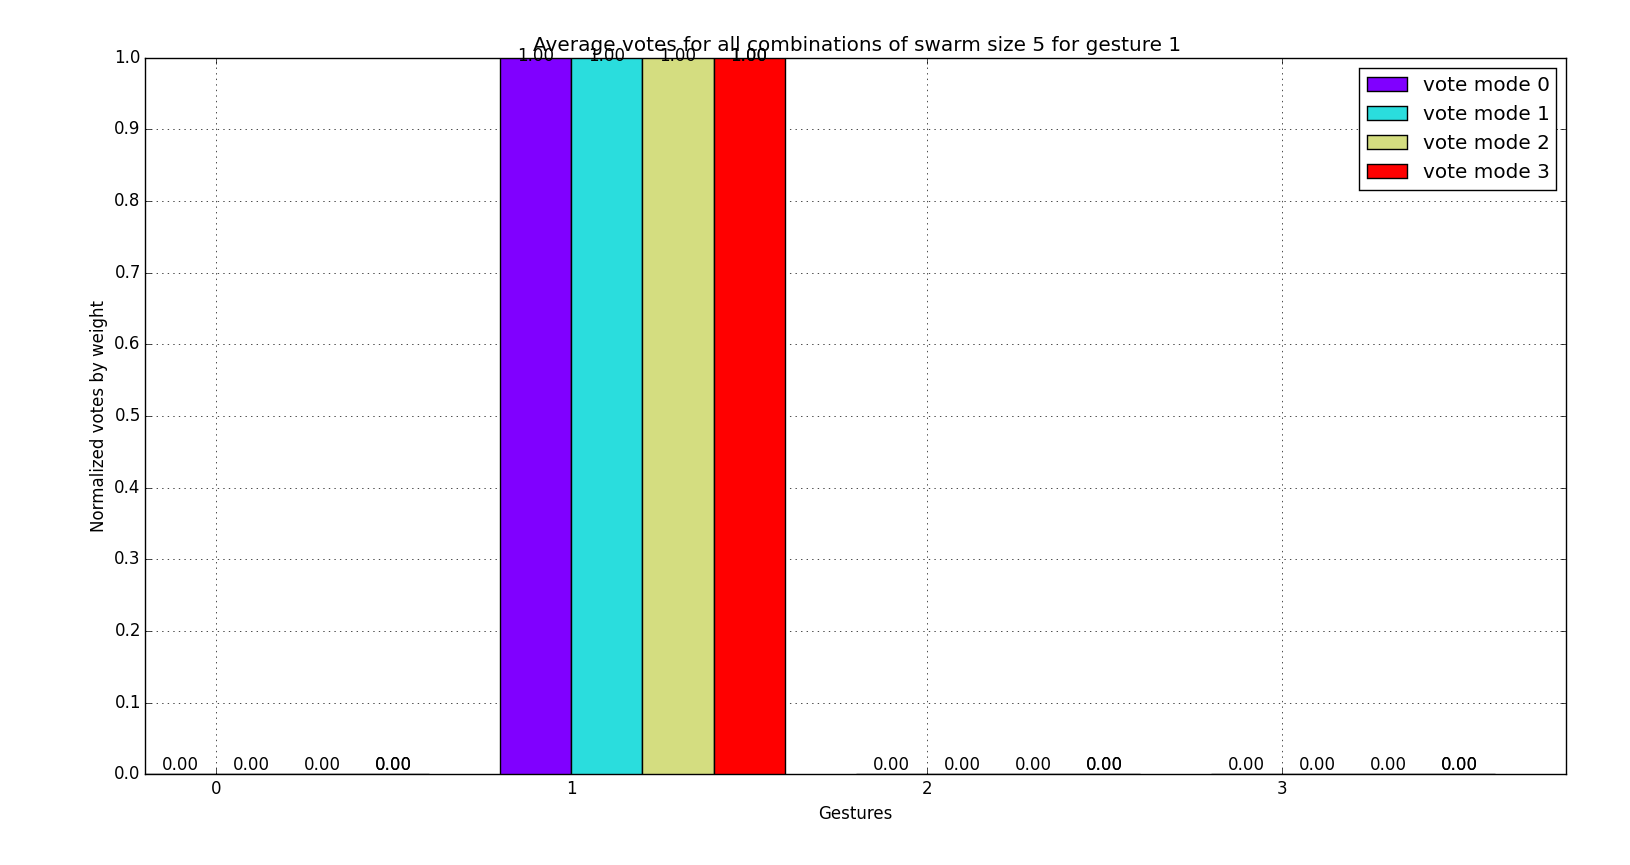 Average votes for all combinations of swarm size 5 for gesture 1
1.00 1.00 1.00 1.00
vote mode 0
vote mode 1
vote mode 2
vote mode 3
1.0
0.9
0.8
0.7
0.6
0.5
0.4
0.3
0.2
0.1
0.0
Normalized votes by weight
0.00 0.00 0.00 0.00 0.00 0.00 0.00 0.00 0.00 0.00 0.00 0.00
0 1 2 3
Gestures